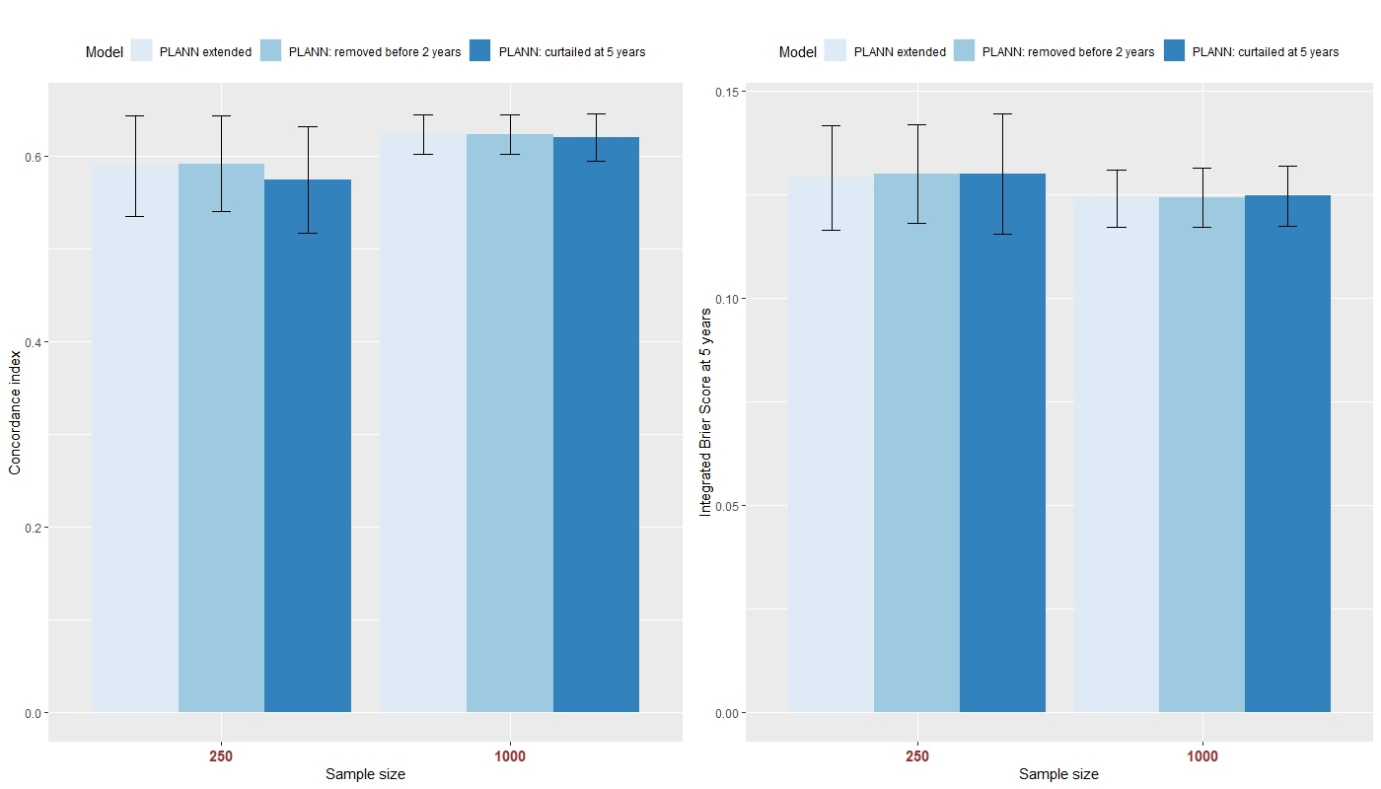 Model PLANN extended PLANN: removed before 2 years PLANN: curtailed at 5 years
Concordance index
0.6
0.4
0.2
0.0
250 1000
Sample size
Model PLANN extended PLANN: removed before 2 years PLANN: curtailed at 5 years
Integrated Brier Score at 5 years
0.15
0.10
0.05
0.00
250 1000
Sample size